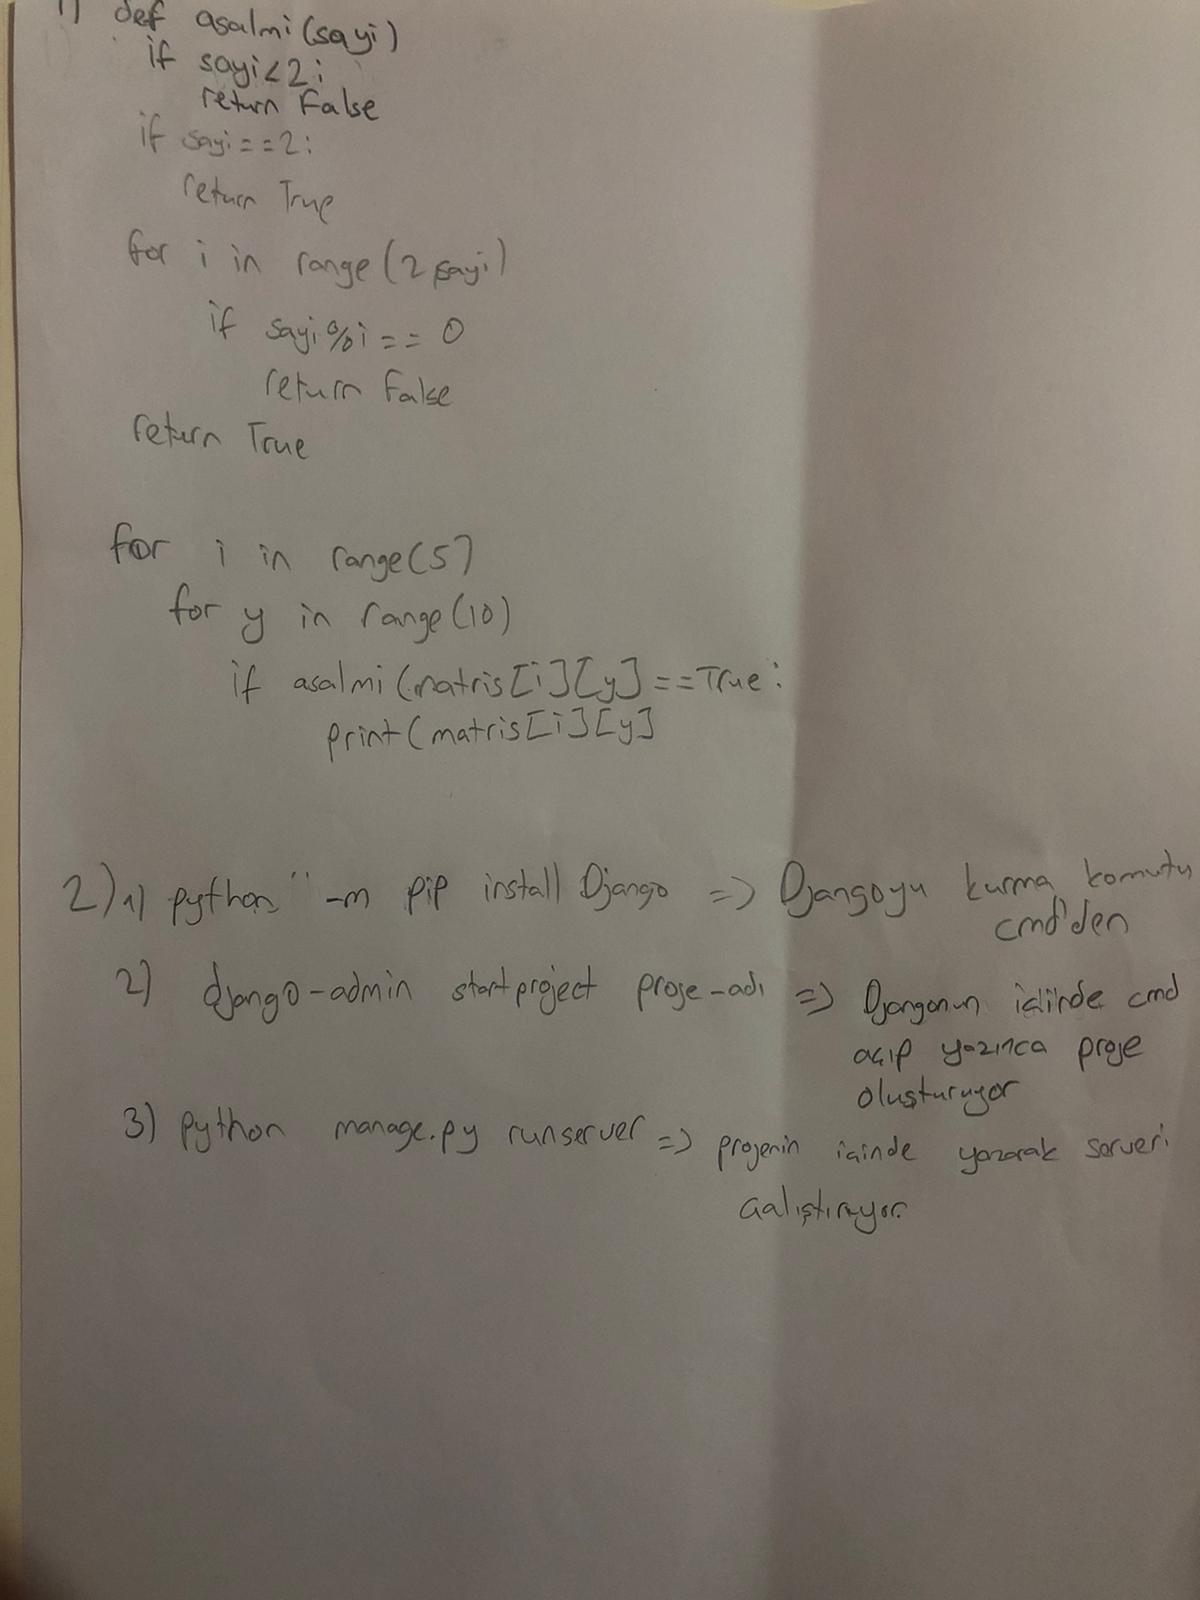 1) def asalmi(sayi)
if sayi<2:
return False
if sayi==2:
return True
for i in range(2 sayi)
if sayi%i == 0
return False
return True
for i in range(5)
for y in range(10)
if asalmi(matris[i][y]==True:
print(matris[i][y]
2) 1) python "-m pip install Django => Djangoyu kurma komutu
cmd'den
2) django-admin startproject proje-adı => Djangonun içinde cmd
açıp yazınca proje
oluşturuyor
3) python manage.py runserver => projenin içinde yazarak serveri
çalıştırıyor.